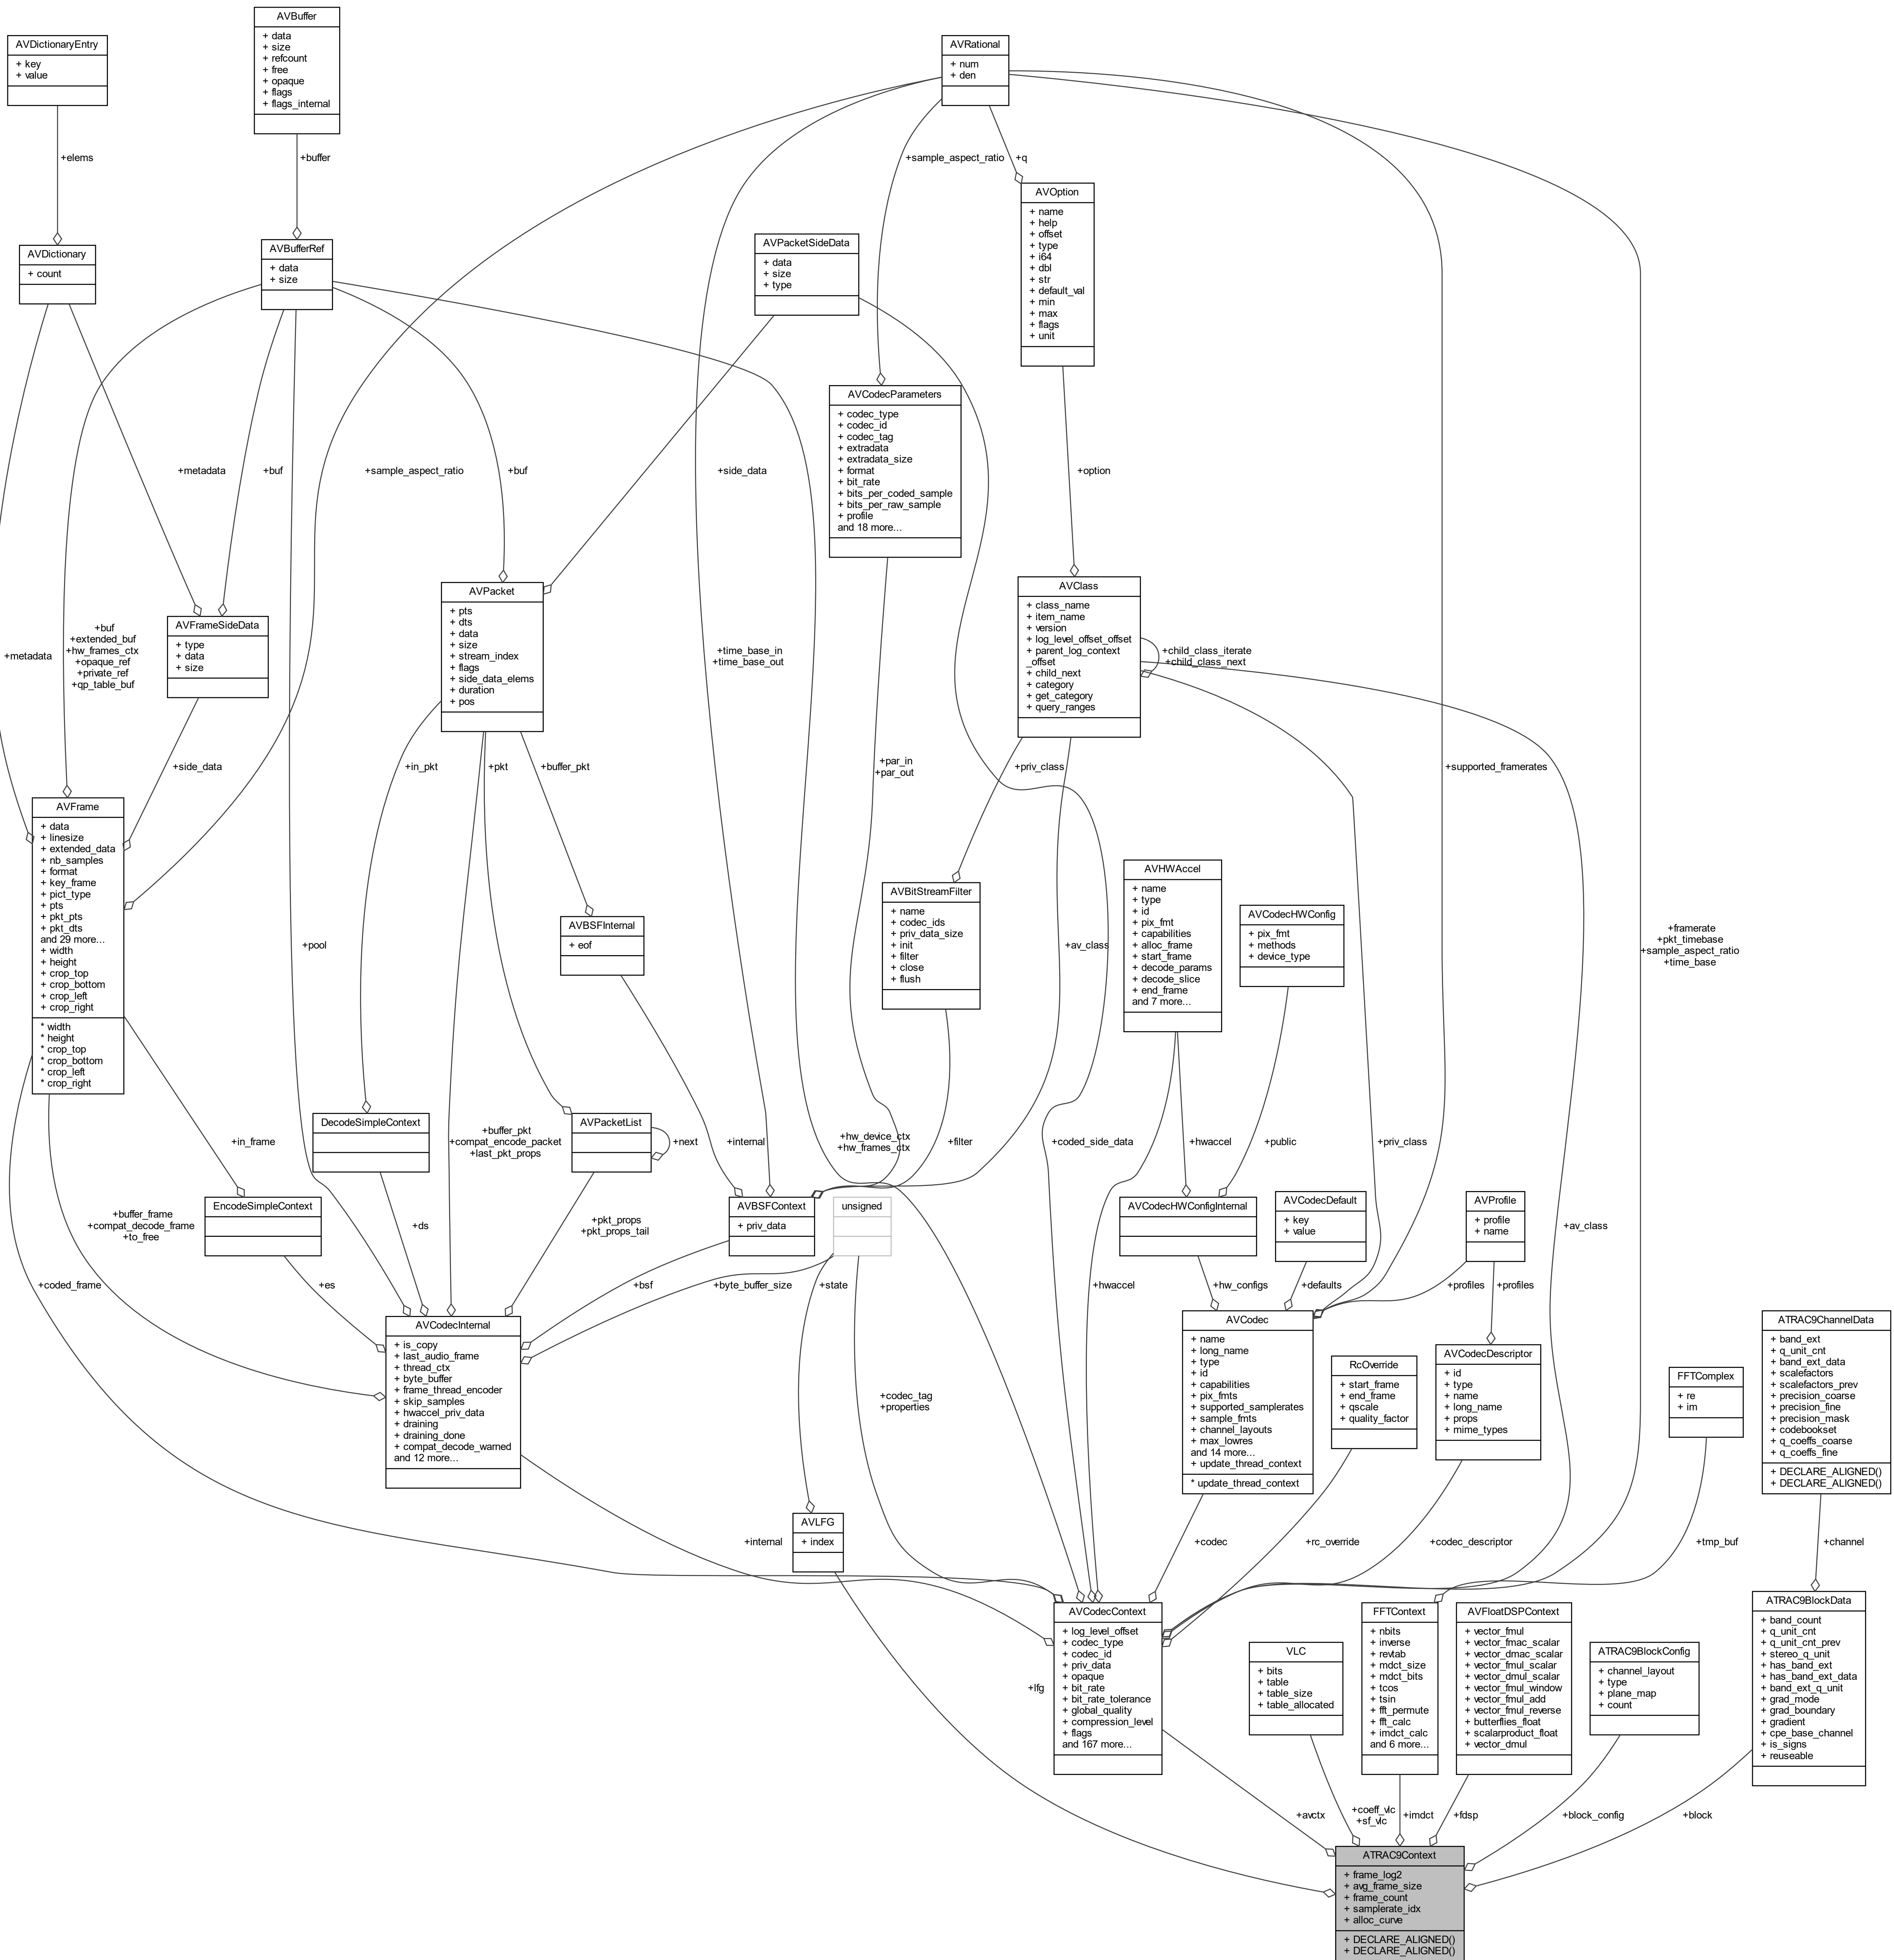 AVBuffer
+ data
+ size
+ refcount
+ free
+ opaque
+ flags
+ flags_internal
AVDictionaryEntry
+ key
+ value
AVRational
+ num
+ den
+elems
+buffer
+sample_aspect_ratio
+q
AVOption
+ name
+ help
+ offset
+ type
+ i64
+ dbl
+ str
+ default_val
+ min
+ max
+ flags
+ unit
AVDictionary
+ count
AVBufferRef
+ data
+ size
AVPacketSideData
+ data
+ size
+ type
AVCodecParameters
+ codec_type
+ codec_id
+ codec_tag
+ extradata
+ extradata_size
+ format
+ bit_rate
+ bits_per_coded_sample
+ bits_per_raw_sample
+ profile
and 18 more...
+metadata
+buf
+sample_aspect_ratio
+buf
+side_data
+option
AVPacket
+ pts
+ dts
+ data
+ size
+ stream_index
+ flags
+ side_data_elems
+ duration
+ pos
AVClass
+ class_name
+ item_name
+ version
+ log_level_offset_offset
+ parent_log_context
_offset
+ child_next
+ category
+ get_category
+ query_ranges
+child_class_iterate
+child_class_next
AVFrameSideData
+ type
+ data
+ size
+metadata
+buf
+extended_buf
+hw_frames_ctx
+opaque_ref
+private_ref
+qp_table_buf
+time_base_in
+time_base_out
+side_data
+in_pkt
+pkt
+buffer_pkt
+par_in
+par_out
+priv_class
+supported_framerates
AVFrame
+ data
+ linesize
+ extended_data
+ nb_samples
+ format
+ key_frame
+ pict_type
+ pts
+ pkt_pts
+ pkt_dts
and 29 more...
+ width
+ height
+ crop_top
+ crop_bottom
+ crop_left
+ crop_right
* width
* height
* crop_top
* crop_bottom
* crop_left
* crop_right
+pool
AVBSFInternal
+ eof
AVBitStreamFilter
+ name
+ codec_ids
+ priv_data_size
+ init
+ filter
+ close
+ flush
+av_class
AVHWAccel
+ name
+ type
+ id
+ pix_fmt
+ capabilities
+ alloc_frame
+ start_frame
+ decode_params
+ decode_slice
+ end_frame
and 7 more...
AVCodecHWConfig
+ pix_fmt
+ methods
+ device_type
+framerate
+pkt_timebase
+sample_aspect_ratio
+time_base
+in_frame
DecodeSimpleContext
+buffer_pkt
+compat_encode_packet
+last_pkt_props
AVPacketList
+next
+internal
+hw_device_ctx
+hw_frames_ctx
+filter
+coded_side_data
+hwaccel
+public
+priv_class
+buffer_frame
+compat_decode_frame
+to_free
EncodeSimpleContext
+ds
+pkt_props
+pkt_props_tail
AVBSFContext
+ priv_data
unsigned
AVCodecHWConfigInternal
AVCodecDefault
+ key
+ value
AVProfile
+ profile
+ name
+av_class
+coded_frame
+es
+bsf
+byte_buffer_size
+state
+hwaccel
+hw_configs
+defaults
+profiles
+profiles
AVCodecInternal
+ is_copy
+ last_audio_frame
+ thread_ctx
+ byte_buffer
+ frame_thread_encoder
+ skip_samples
+ hwaccel_priv_data
+ draining
+ draining_done
+ compat_decode_warned
and 12 more...
+codec_tag
+properties
AVCodec
+ name
+ long_name
+ type
+ id
+ capabilities
+ pix_fmts
+ supported_samplerates
+ sample_fmts
+ channel_layouts
+ max_lowres
and 14 more...
+ update_thread_context
* update_thread_context
RcOverride
+ start_frame
+ end_frame
+ qscale
+ quality_factor
AVCodecDescriptor
+ id
+ type
+ name
+ long_name
+ props
+ mime_types
FFTComplex
+ re
+ im
ATRAC9ChannelData
+ band_ext
+ q_unit_cnt
+ band_ext_data
+ scalefactors
+ scalefactors_prev
+ precision_coarse
+ precision_fine
+ precision_mask
+ codebookset
+ q_coeffs_coarse
+ q_coeffs_fine
+ DECLARE_ALIGNED()
+ DECLARE_ALIGNED()
+internal
AVLFG
+ index
+codec
+rc_override
+codec_descriptor
+tmp_buf
+channel
+lfg
AVCodecContext
+ log_level_offset
+ codec_type
+ codec_id
+ priv_data
+ opaque
+ bit_rate
+ bit_rate_tolerance
+ global_quality
+ compression_level
+ flags
and 167 more...
VLC
+ bits
+ table
+ table_size
+ table_allocated
FFTContext
+ nbits
+ inverse
+ revtab
+ mdct_size
+ mdct_bits
+ tcos
+ tsin
+ fft_permute
+ fft_calc
+ imdct_calc
and 6 more...
AVFloatDSPContext
+ vector_fmul
+ vector_fmac_scalar
+ vector_dmac_scalar
+ vector_fmul_scalar
+ vector_dmul_scalar
+ vector_fmul_window
+ vector_fmul_add
+ vector_fmul_reverse
+ butterflies_float
+ scalarproduct_float
+ vector_dmul
ATRAC9BlockConfig
+ channel_layout
+ type
+ plane_map
+ count
ATRAC9BlockData
+ band_count
+ q_unit_cnt
+ q_unit_cnt_prev
+ stereo_q_unit
+ has_band_ext
+ has_band_ext_data
+ band_ext_q_unit
+ grad_mode
+ grad_boundary
+ gradient
+ cpe_base_channel
+ is_signs
+ reuseable
+avctx
+coeff_vlc
+sf_vlc
+imdct
+fdsp
+block_config
+block
ATRAC9Context
+ frame_log2
+ avg_frame_size
+ frame_count
+ samplerate_idx
+ alloc_curve
+ DECLARE_ALIGNED()
+ DECLARE_ALIGNED()